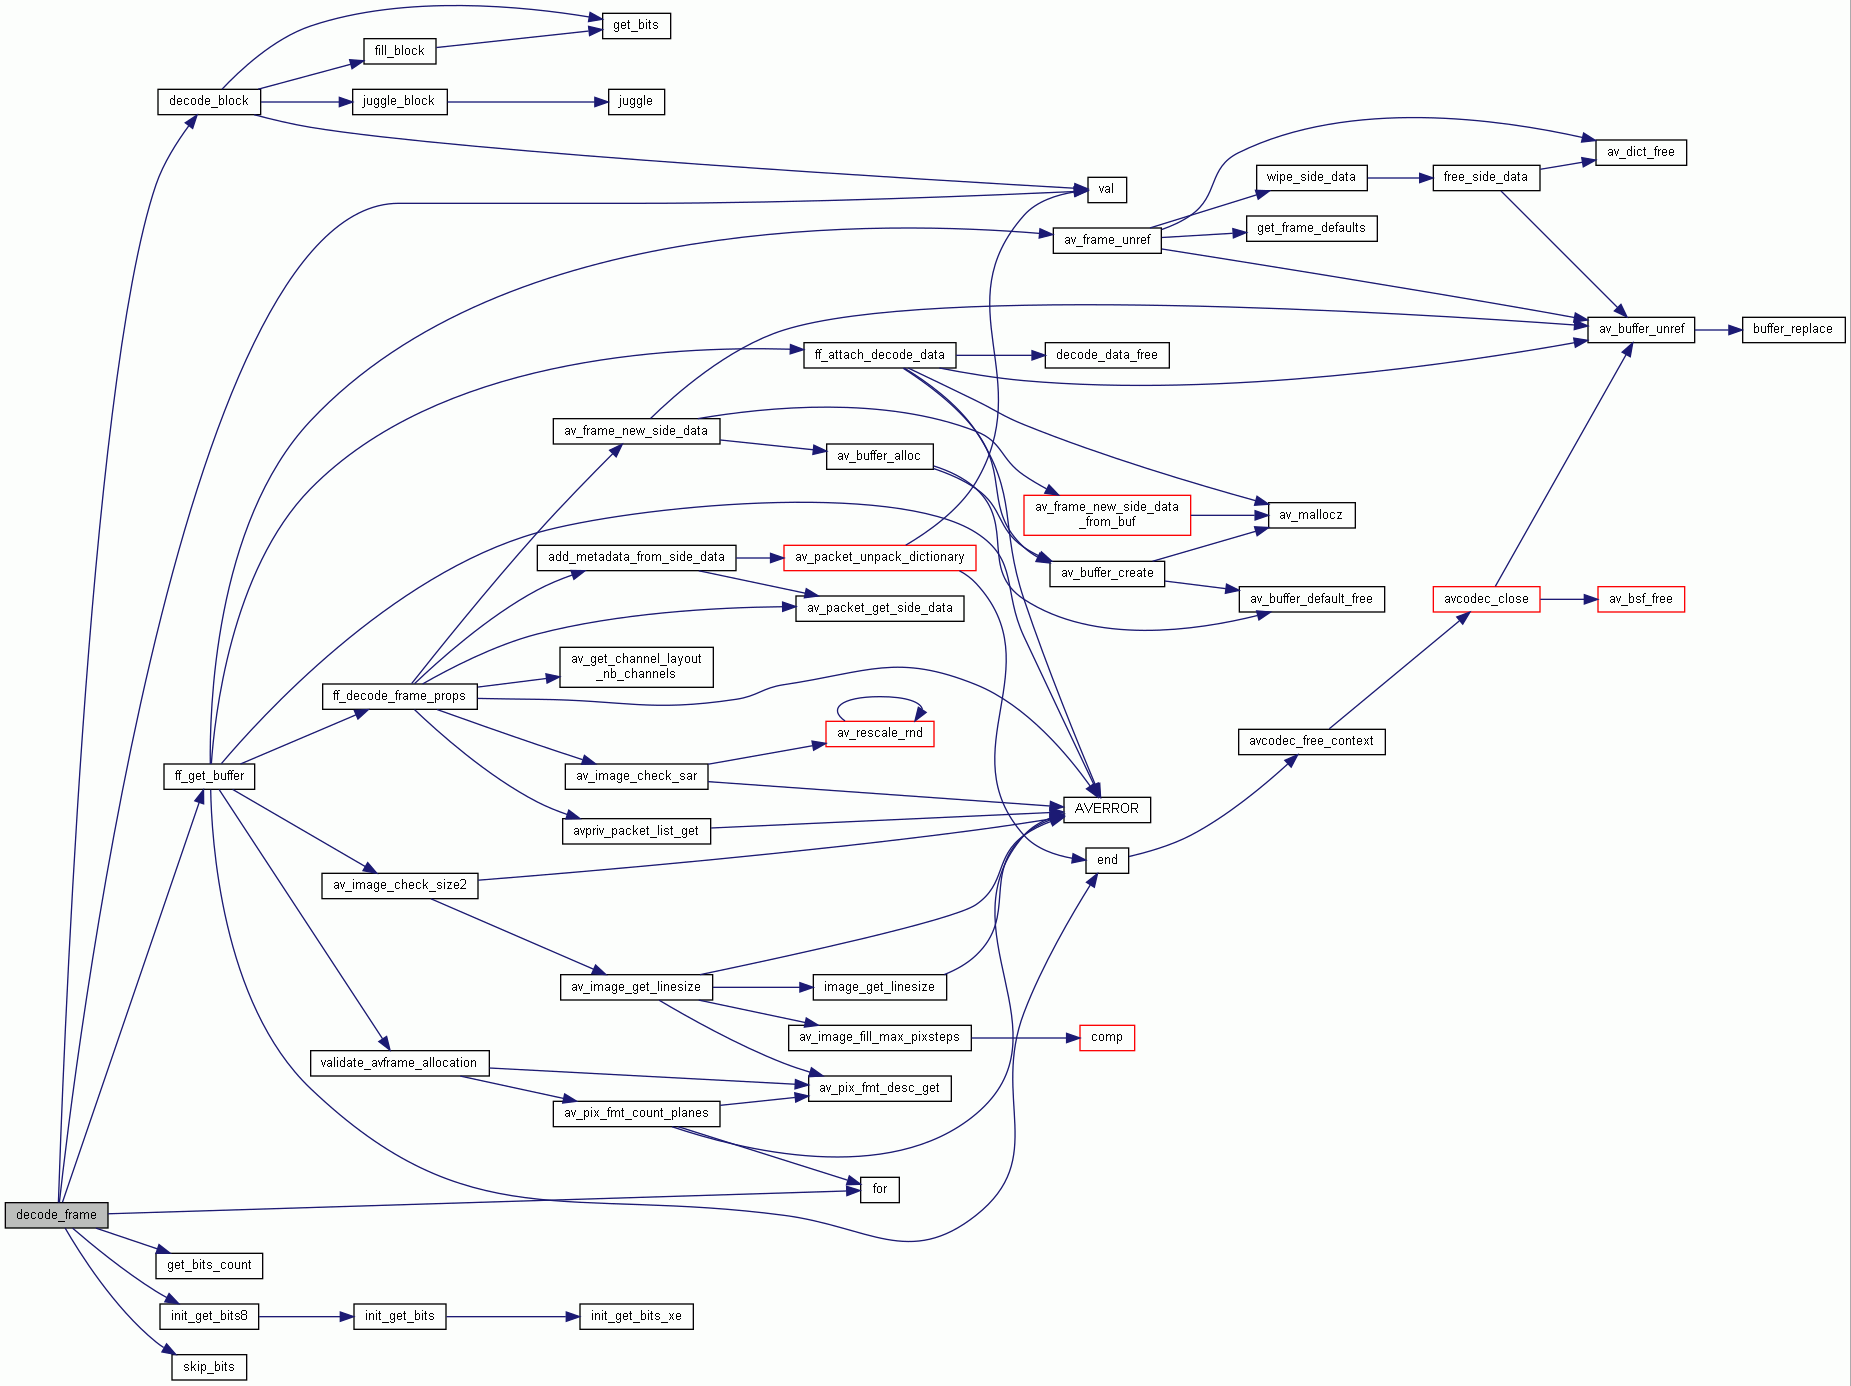 get_bits
fill_block
decode_block
juggle_block
juggle
av_dict_free
val
wipe_side_data
free_side_data
get_frame_defaults
av_frame_unref
av_buffer_unref
buffer_replace
ff_attach_decode_data
decode_data_free
av_frame_new_side_data
av_buffer_alloc
av_frame_new_side_data
_from_buf
av_mallocz
add_metadata_from_side_data
av_packet_unpack_dictionary
av_buffer_create
av_packet_get_side_data
av_buffer_default_free
avcodec_close
av_bsf_free
av_get_channel_layout
_nb_channels
ff_decode_frame_props
av_rescale_rnd
avcodec_free_context
ff_get_buffer
av_image_check_sar
AVERROR
avpriv_packet_list_get
end
av_image_check_size2
av_image_get_linesize
image_get_linesize
av_image_fill_max_pixsteps
comp
validate_avframe_allocation
av_pix_fmt_desc_get
av_pix_fmt_count_planes
for
decode_frame
get_bits_count
init_get_bits8
init_get_bits
init_get_bits_xe
skip_bits